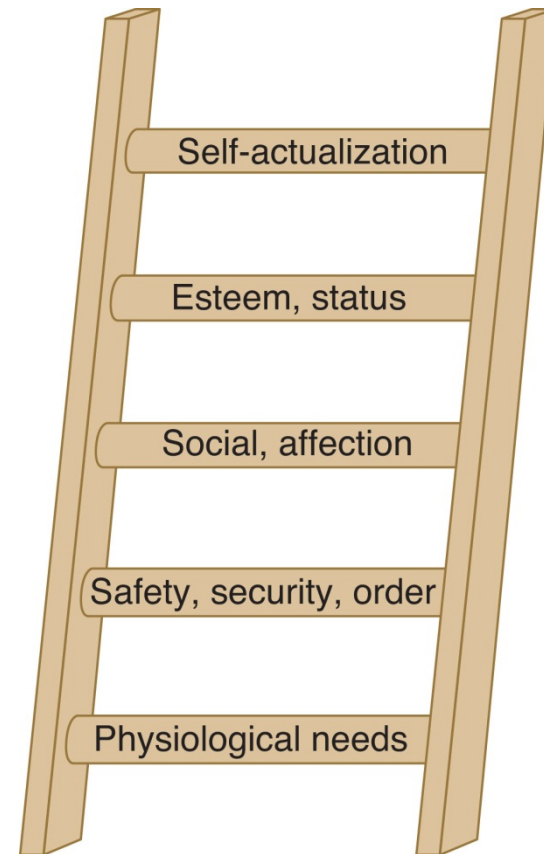 Self-actualization
Esteem, status
Social, affection
Safety, security, order
Physiological needs